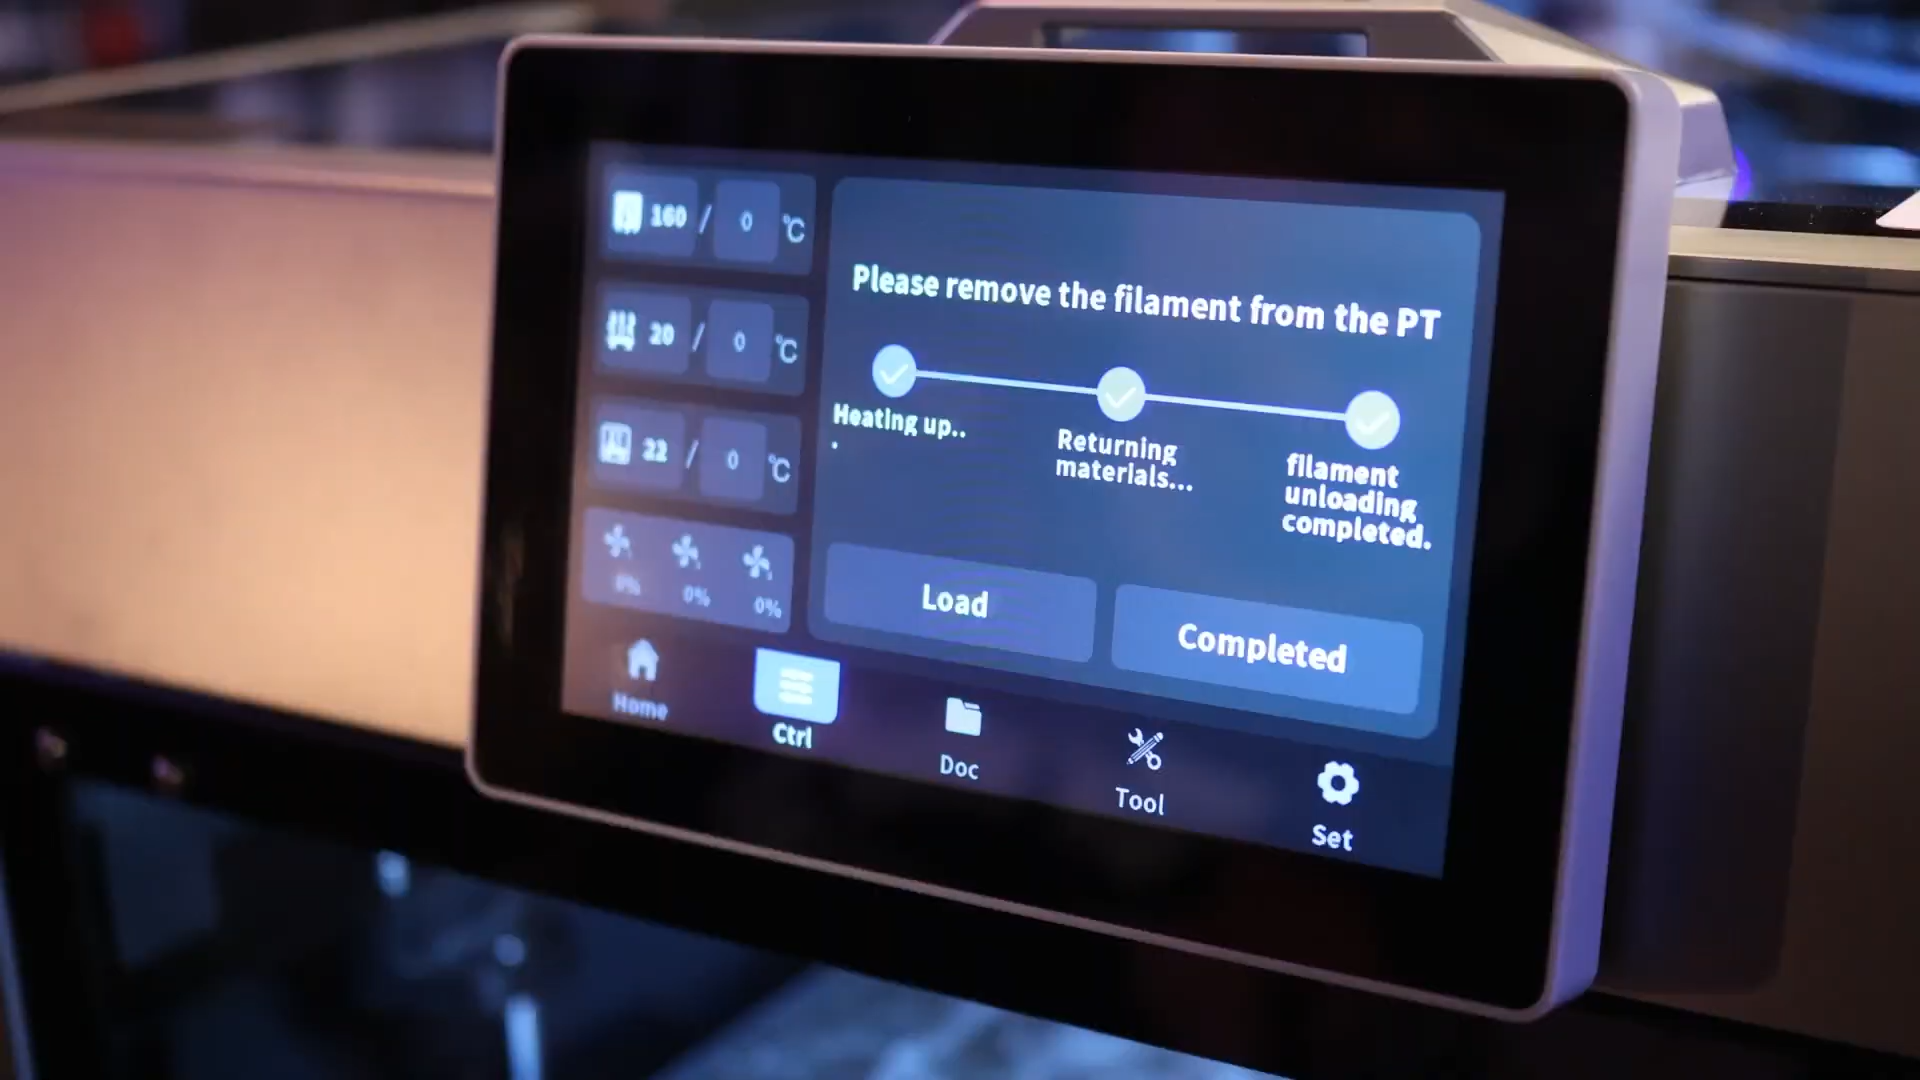 160 / 0 °C
20 / 0 °C
22 / 0 °C
0% 0% 0%
Please remove the filament from the PT
Heating up..
.
Returning
materials...
filament
unloading
completed.
Load
Completed
Home
Ctrl
Doc
Tool
Set